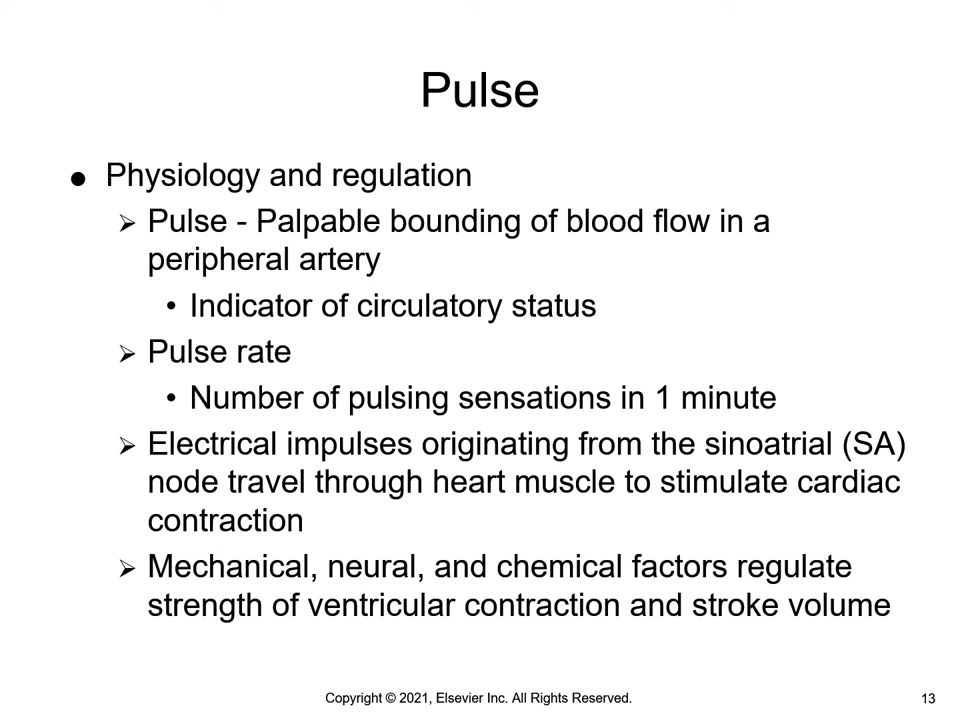 Pulse
● Physiology and regulation
➢ Pulse - Palpable bounding of blood flow in a
peripheral artery
• Indicator of circulatory status
➢ Pulse rate
• Number of pulsing sensations in 1 minute
➢ Electrical impulses originating from the sinoatrial (SA)
node travel through heart muscle to stimulate cardiac
contraction
➢ Mechanical, neural, and chemical factors regulate
strength of ventricular contraction and stroke volume
Copyright © 2021, Elsevier Inc. All Rights Reserved.
13